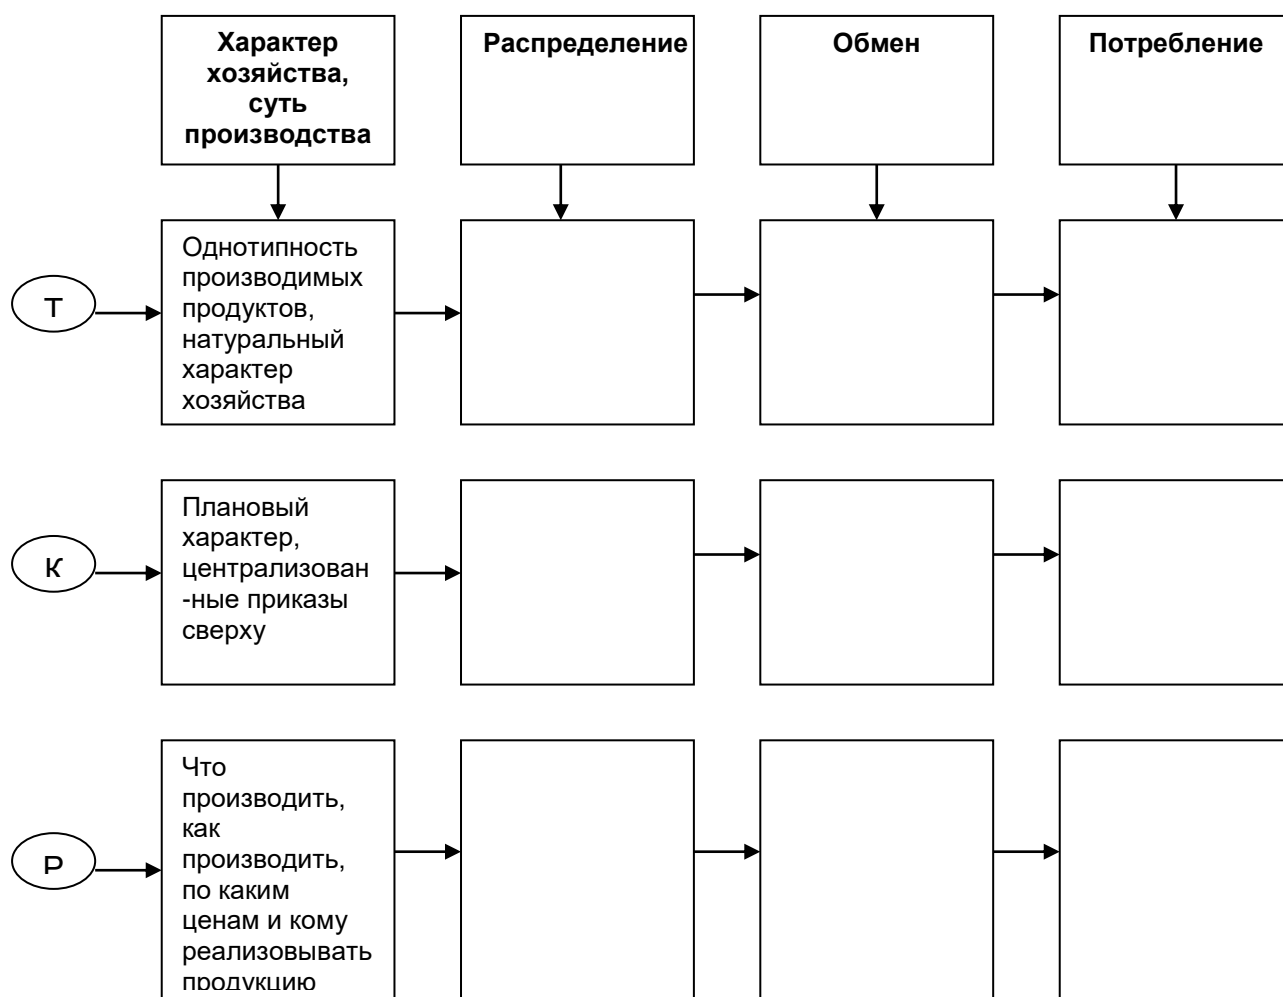 Характер
хозяйства,
суть
производства
Распределение
Обмен
Потребление
Т
Однотипность
производимых
продуктов,
натуральный
характер
хозяйства
К
Плановый
характер,
централизован
-ные приказы
сверху
Р
Что
производить,
как
производить,
по каким
ценам и кому
реализовывать
продукцию